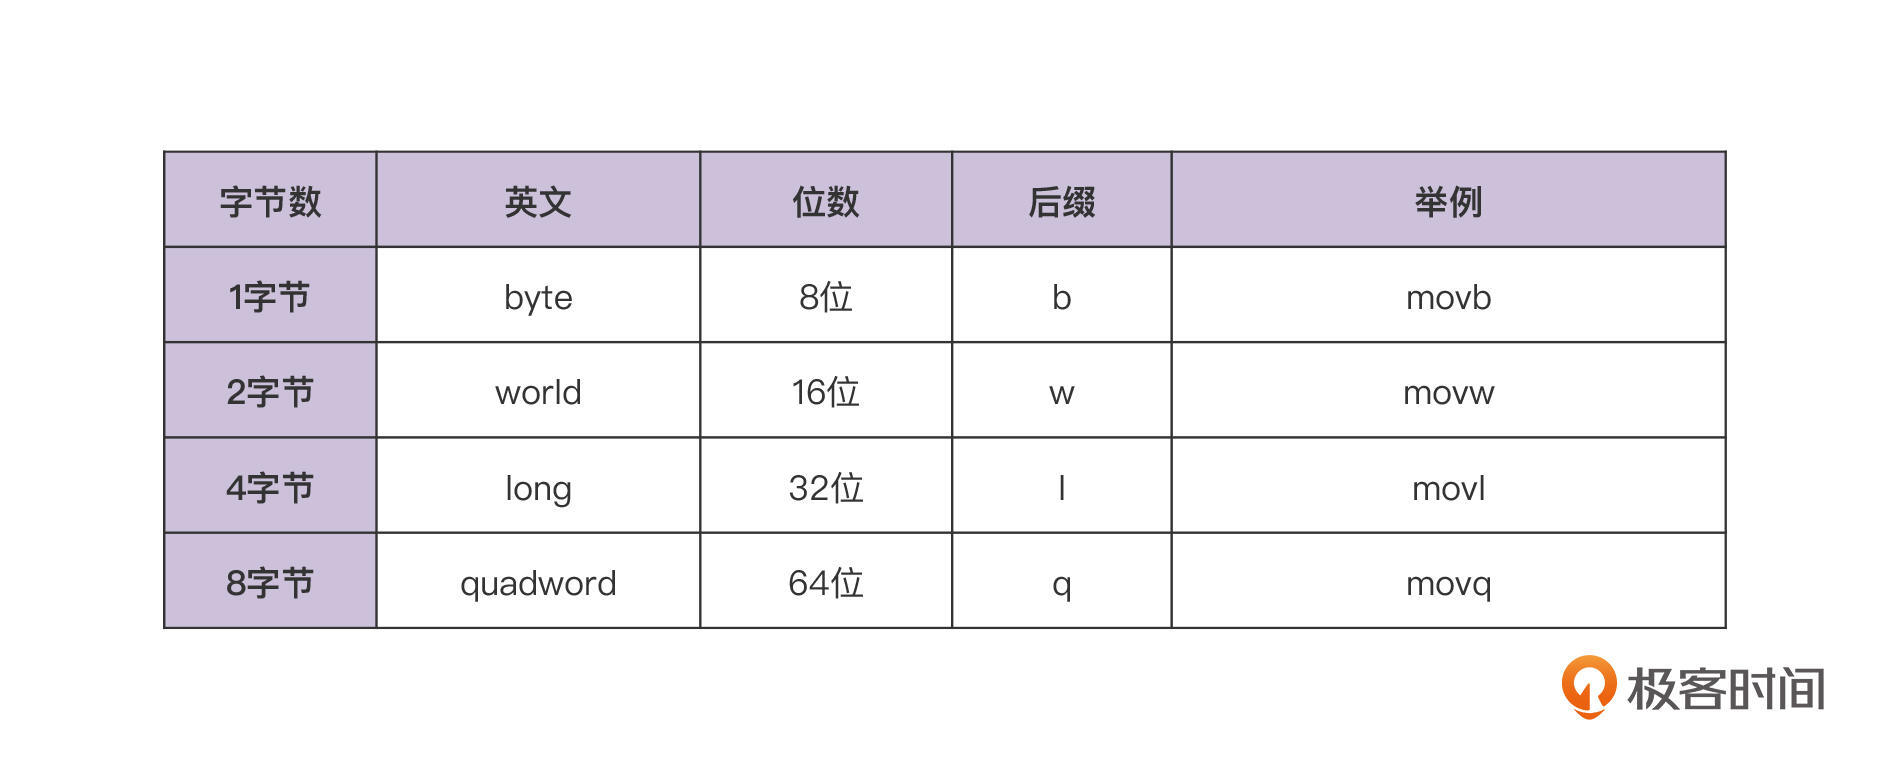 字节数 英文 位数 后缀 举例
1字节 byte 8位 b movb
2字节 world 16位 w movw
4字节 long 32位 l movl
8字节 quadword 64位 q movq
极客时间